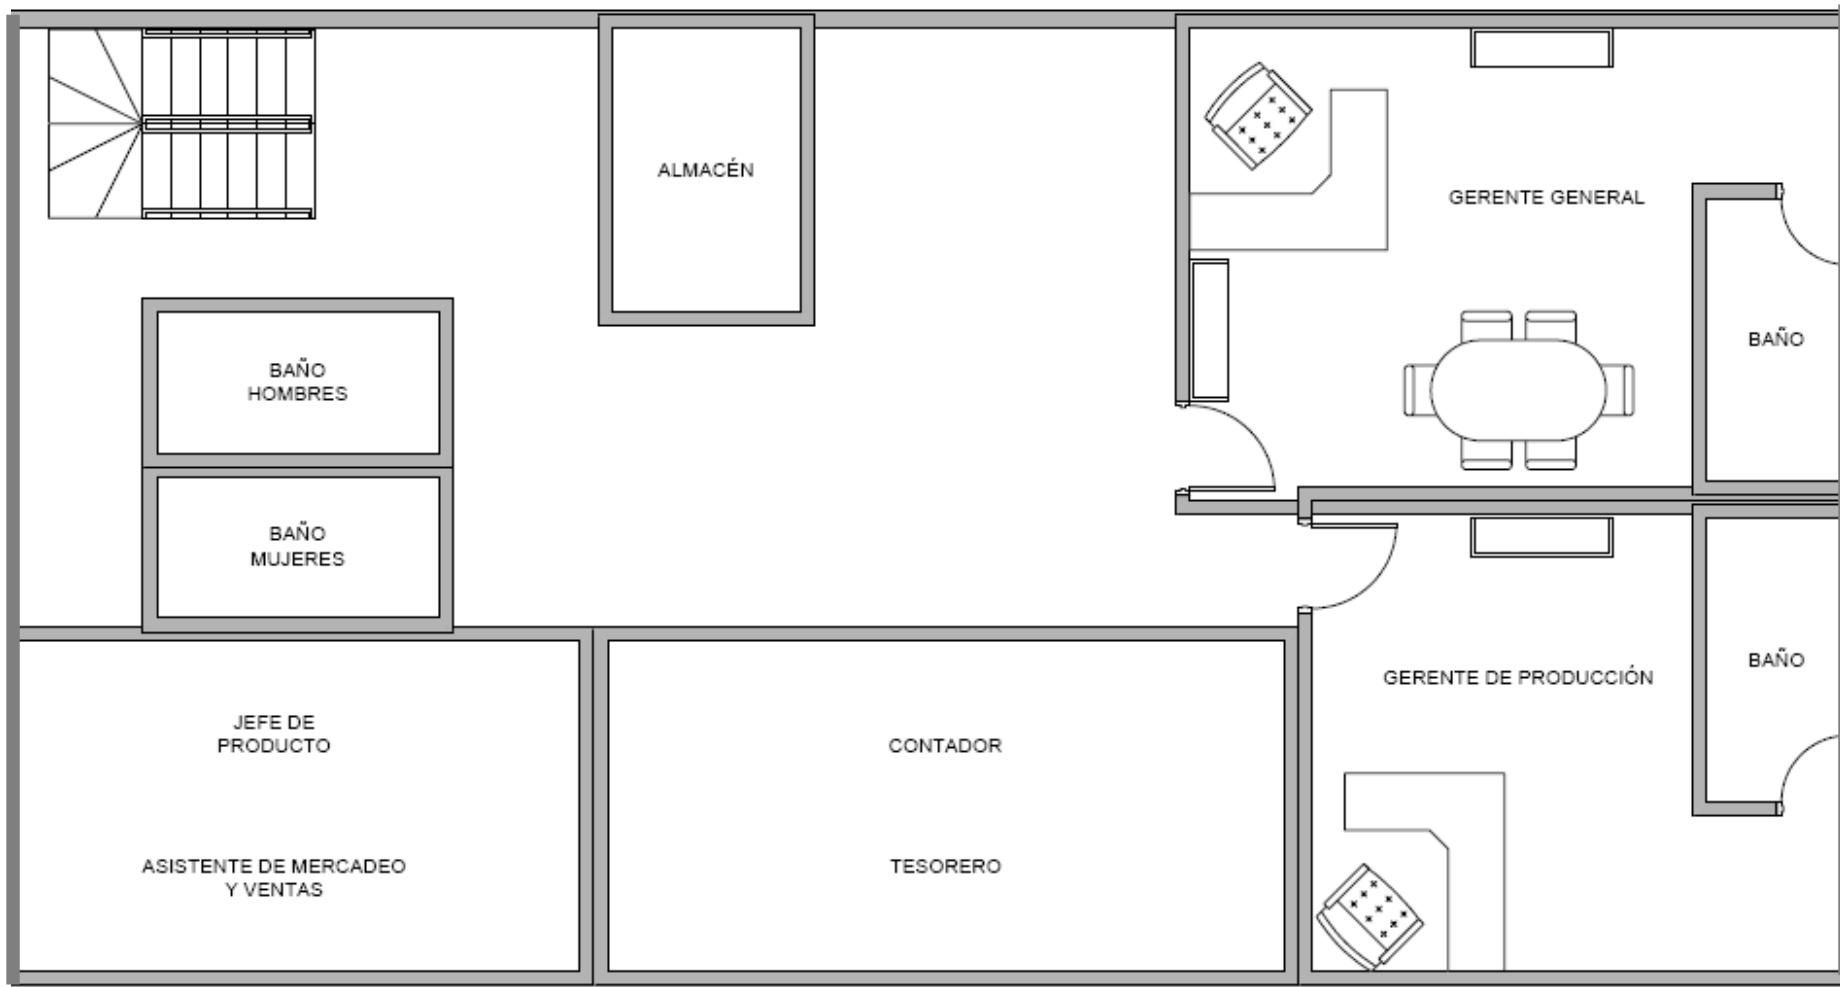 ALMACÉN
GERENTE GENERAL
BAÑO
HOMBRES
BAÑO
BAÑO
MUJERES
GERENTE DE PRODUCCIÓN
BAÑO
JEFE DE
PRODUCTO
CONTADOR
ASISTENTE DE MERCADEO
Y VENTAS
TESORERO